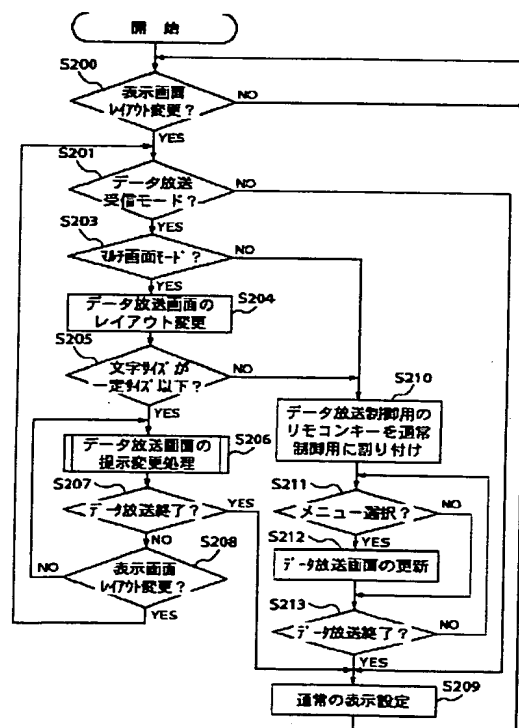 開 始
S200
表示画面
レイアウト変更？
NO
YES
S201
データ放送
受信モード？
NO
YES
S203
マルチ画面モード？
NO
YES
データ放送画面の
レイアウト変更
S204
S205
文字サイズが
一定サイズ以下？
NO
YES
データ放送画面の
提示変更処理
S206
S207
データ放送終了？
YES
NO
S208
表示画面
レイアウト変更？
NO
YES
S210
データ放送制御用の
リモコンキーを通常
制御用に割り付け
S211
メニュー選択？
NO
YES
S212
データ放送画面の更新
S213
データ放送終了？
NO
YES
S209
通常の表示設定